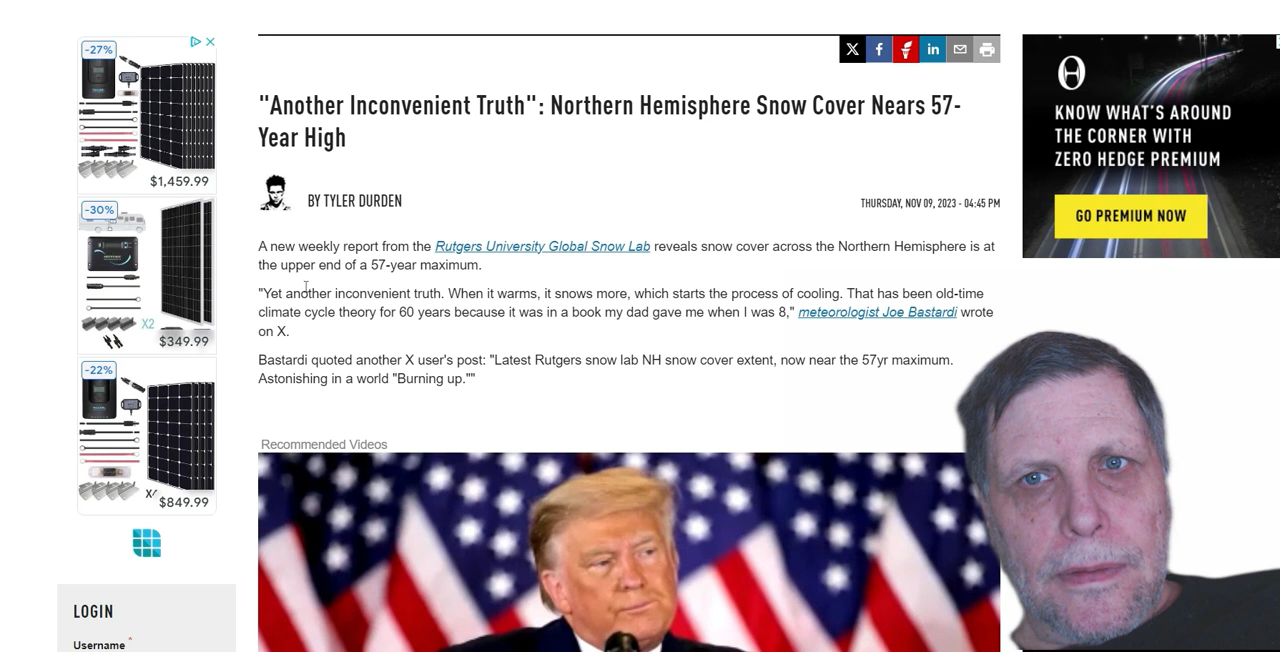 -27%
$1,459.99
-30%
X2
$349.99
-22%
$849.99
LOGIN
Username *
"Another Inconvenient Truth": Northern Hemisphere Snow Cover Nears 57-
Year High
BY TYLER DURDEN
THURSDAY, NOV 09, 2023 - 04:45 PM
A new weekly report from the Rutgers University Global Snow Lab reveals snow cover across the Northern Hemisphere is at
the upper end of a 57-year maximum.
"Yet another inconvenient truth. When it warms, it snows more, which starts the process of cooling. That has been old-time
climate cycle theory for 60 years because it was in a book my dad gave me when I was 8," meteorologist Joe Bastardi wrote
on X.
Bastardi quoted another X user's post: "Latest Rutgers snow lab NH snow cover extent, now near the 57yr maximum.
Astonishing in a world "Burning up.""
Recommended Videos
KNOW WHAT'S AROUND
THE CORNER WITH
ZERO HEDGE PREMIUM
GO PREMIUM NOW